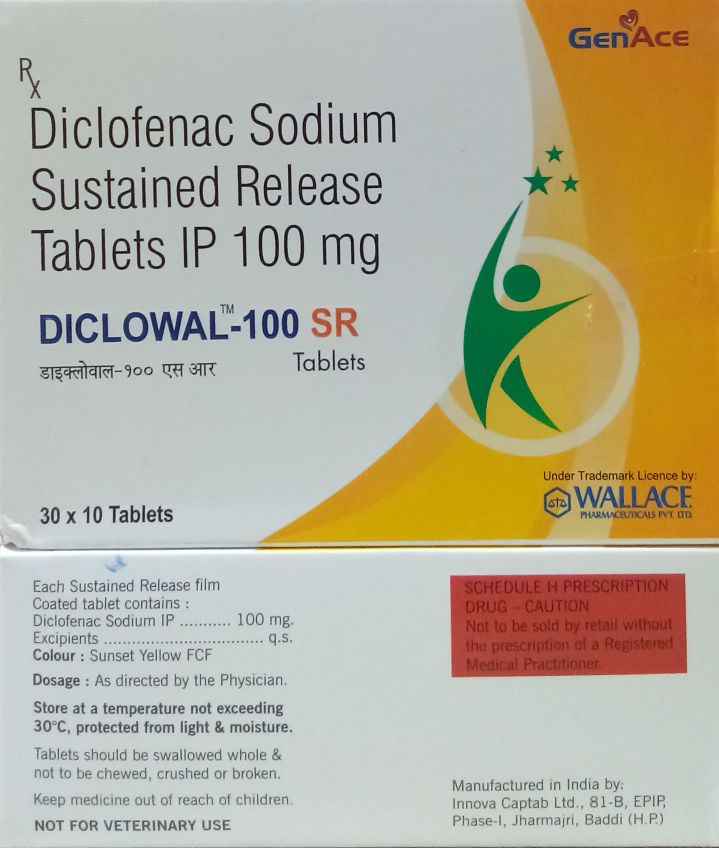 GenAce
Rx
Diclofenac Sodium
Sustained Release
Tablets IP 100 mg
DICLOWAL™-100 SR
Tablets
डाइक्लोवाल-१०० एस आर
Under Trademark Licence by:
WALLACE
PHARMACEUTICALS PVT. LTD.
30 x 10 Tablets
Each Sustained Release film
Coated tablet contains :
Diclofenac Sodium IP ........... 100 mg.
Excipients ................................. q.s.
Colour : Sunset Yellow FCF
Dosage : As directed by the Physician.
Store at a temperature not exceeding
30°C, protected from light & moisture.
Tablets should be swallowed whole &
not to be chewed, crushed or broken.
Keep medicine out of reach of children.
NOT FOR VETERINARY USE
SCHEDULE H PRESCRIPTION
DRUG – CAUTION
Not to be sold by retail without
the prescription of a Registered
Medical Practitioner.
Manufactured in India by:
Innova Captab Ltd., 81-B, EPIP,
Phase-I, Jharmajri, Baddi (H.P.)